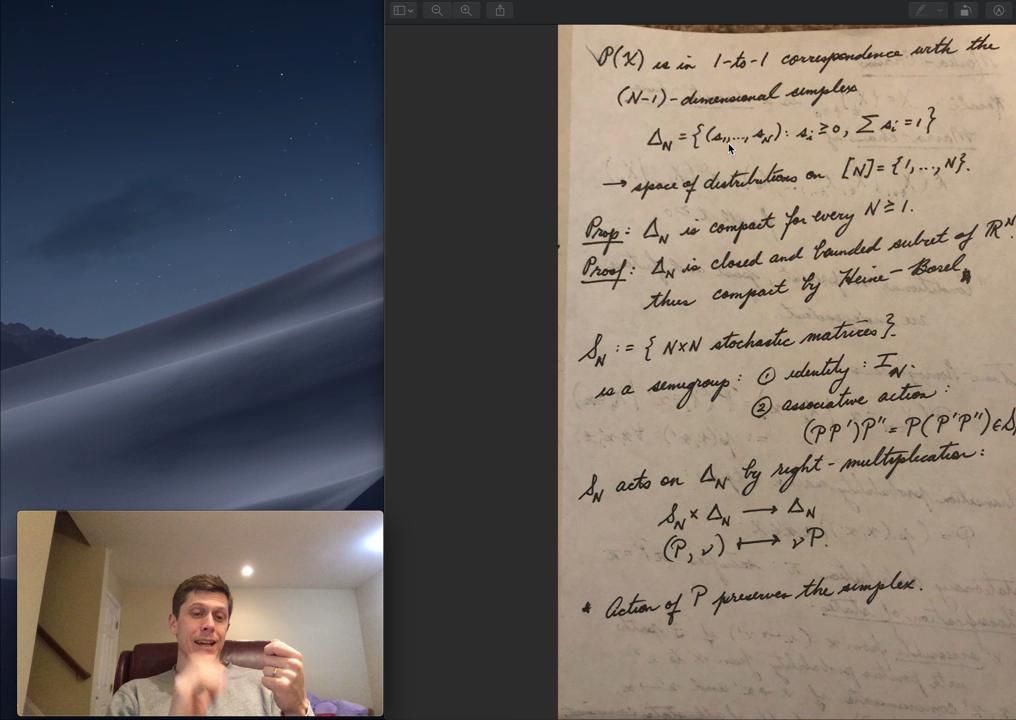 P(X) is in 1-to-1 correspondence with the
(N-1)-dimensional simplex
Δ_N = {(s_1,..., s_N): s_i ≥ 0, Σ s_i = 1}
→ space of distributions on [N] = {1,..., N}.
Prop: Δ_N is compact for every N ≥ 1.
Proof: Δ_N is closed and bounded subset of ℝ^N.
thus compact by Heine-Borel.
S_N := { N×N stochastic matrices }.
is a semigroup: ① identity: I_N.
② associative action:
(PP')P'' = P(P'P'') ∈ S
S_N acts on Δ_N by right-multiplication:
S_N × Δ_N → Δ_N
(P, ν) ↦ νP.
* Action of P preserves the simplex.